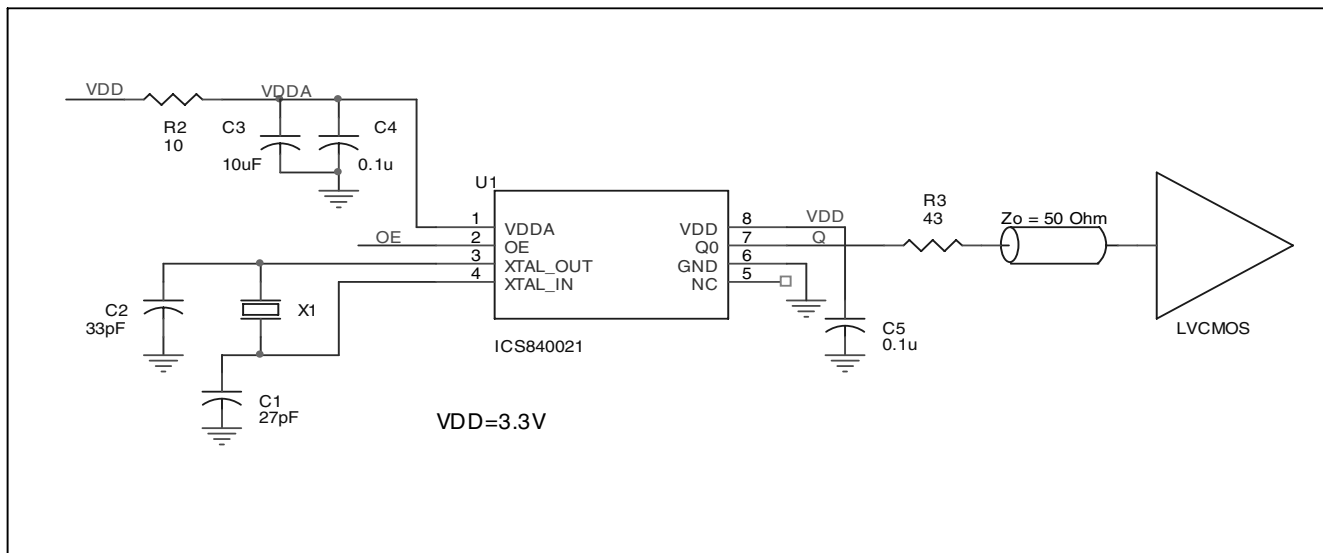 VDD
VDDA
R2
10
C3
10uF
C4
0.1u
U1
1
VDDA
2
OE
OE
3
XTAL_OUT
4
XTAL_IN
VDD
8
VDD
Q0
7
Q
GND
6
NC
5
ICS840021
R3
43
Zo = 50 Ohm
LVCMOS
C2
33pF
X1
C1
27pF
C5
0.1u
VDD=3.3V